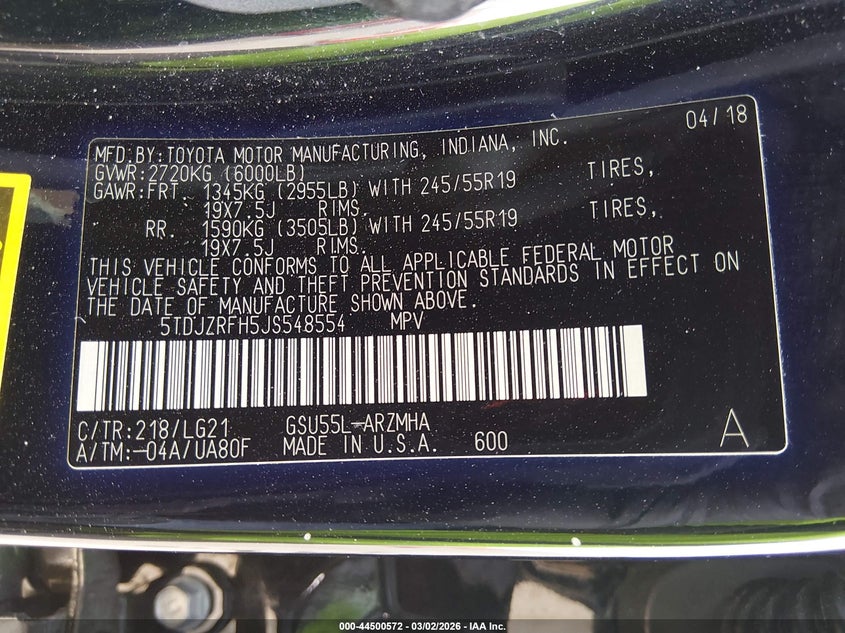 04/18
MFD.BY:TOYOTA MOTOR MANUFACTURING, INDIANA, INC.
GVWR:2720KG (6000LB)
GAWR:FRT. 1345KG (2955LB) WITH 245/55R19 TIRES,
19X7.5J RIMS.
RR. 1590KG (3505LB) WITH 245/55R19 TIRES,
19X7.5J RIMS.
THIS VEHICLE CONFORMS TO ALL APPLICABLE FEDERAL MOTOR
VEHICLE SAFETY AND THEFT PREVENTION STANDARDS IN EFFECT ON
THE DATE OF MANUFACTURE SHOWN ABOVE.
5TDJZRFH5JS548554 MPV
C/TR:218/LG21 GSU55L-ARZMHA
A/TM:-04A/UA80F MADE IN U.S.A. 600 A
000-44500572 — 03/02/2026 — IAA Inc.